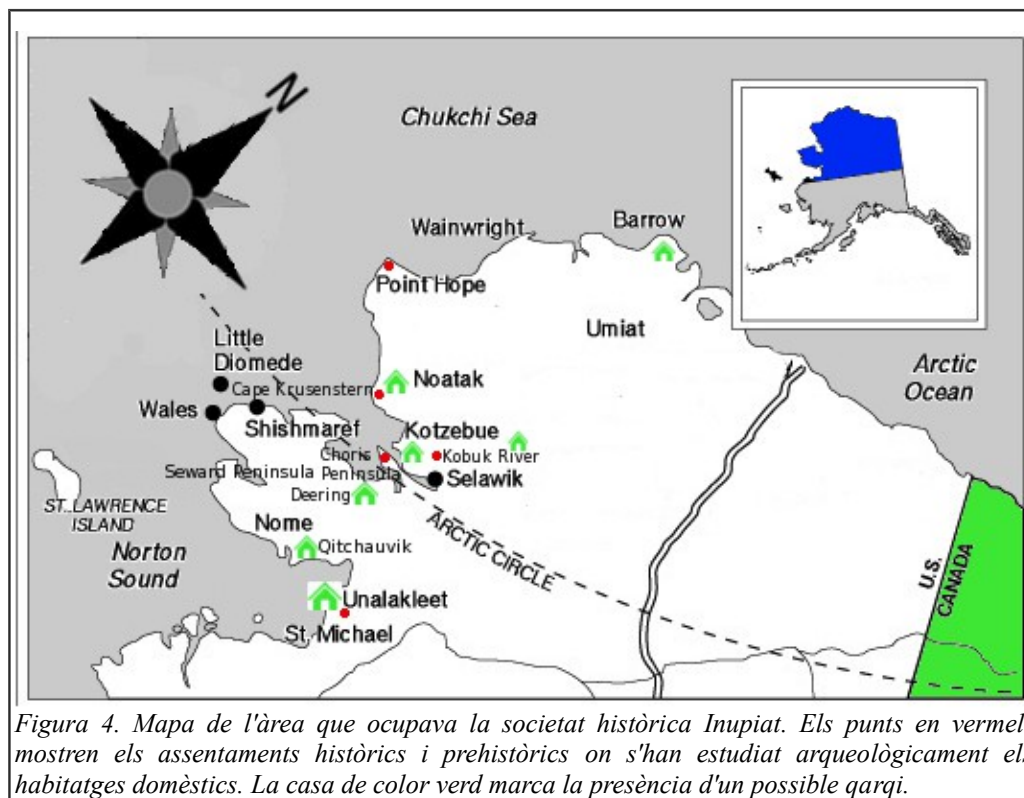 N
Chukchi Sea
Wainwright
Barrow
Point Hope
Umiat
Little
Diomede
Cape Krusenstern
Noatak
Arctic
Ocean
Wales
Shishmaref
Kotzebue
Choris
Kobuk River
Seward Peninsula Peninsula
Selawik
Deering
ST. LAWRENCE
ISLAND
Nome
Qitchauvik
ARCTIC CIRCLE
Norton
Sound
U.S.
CANADA
Unalakleet
St. Michael
Figura 4. Mapa de l'àrea que ocupava la societat històrica Inupiat. Els punts en vermel
mostren els assentaments històrics i prehistòrics on s'han estudiat arqueològicament el
habitatges domèstics. La casa de color verd marca la presència d'un possible qarqi.